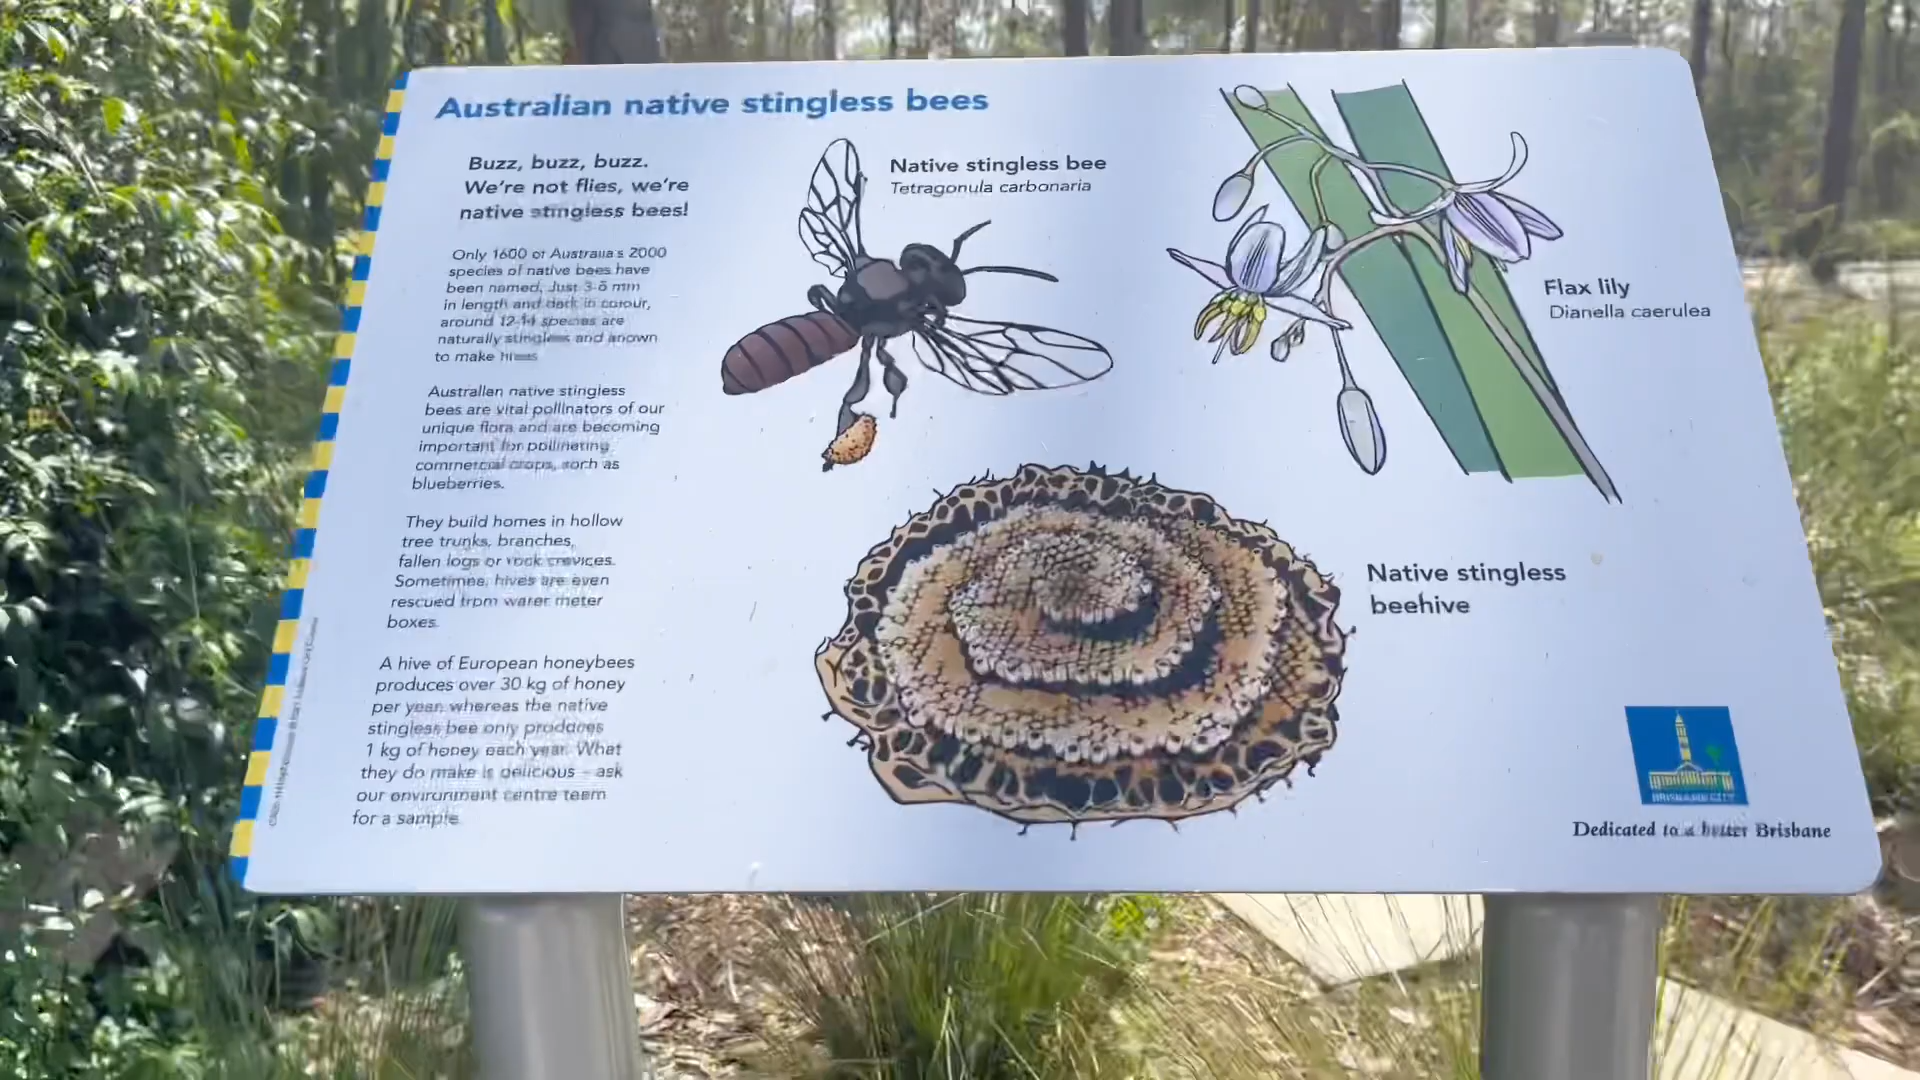 Australian native stingless bees
Buzz, buzz, buzz.
We're not flies, we're
native stingless bees!
Only 1600 of Australia's 2000
species of native bees have
been named. Just 3-5 mm
in length and dark in colour,
around 12-14 species are
naturally stingless and known
to make hives
Australian native stingless
bees are vital pollinators of our
unique flora and are becoming
important for pollinating
commercial crops, such as
blueberries.
They build homes in hollow
tree trunks, branches,
fallen logs or rock crevices.
Sometimes, hives are even
rescued from water meter
boxes.
A hive of European honeybees
produces over 30 kg of honey
per year, whereas the native
stingless bee only produces
1 kg of honey each year. What
they do make is delicious – ask
our environment centre team
for a sample
Native stingless bee
Tetragonula carbonaria
Flax lily
Dianella caerulea
Native stingless
beehive
BRISBANE CITY
Dedicated to a better Brisbane